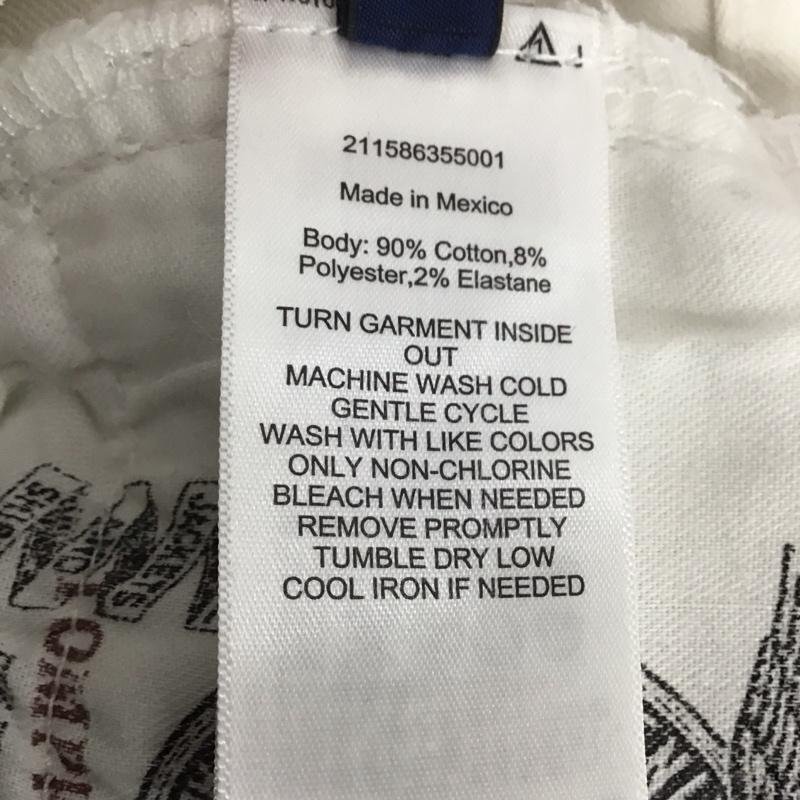 211586355001
Made in Mexico
Body: 90% Cotton,8%
Polyester,2% Elastane
TURN GARMENT INSIDE
OUT
MACHINE WASH COLD
GENTLE CYCLE
WASH WITH LIKE COLORS
ONLY NON-CHLORINE
BLEACH WHEN NEEDED
REMOVE PROMPTLY
TUMBLE DRY LOW
COOL IRON IF NEEDED